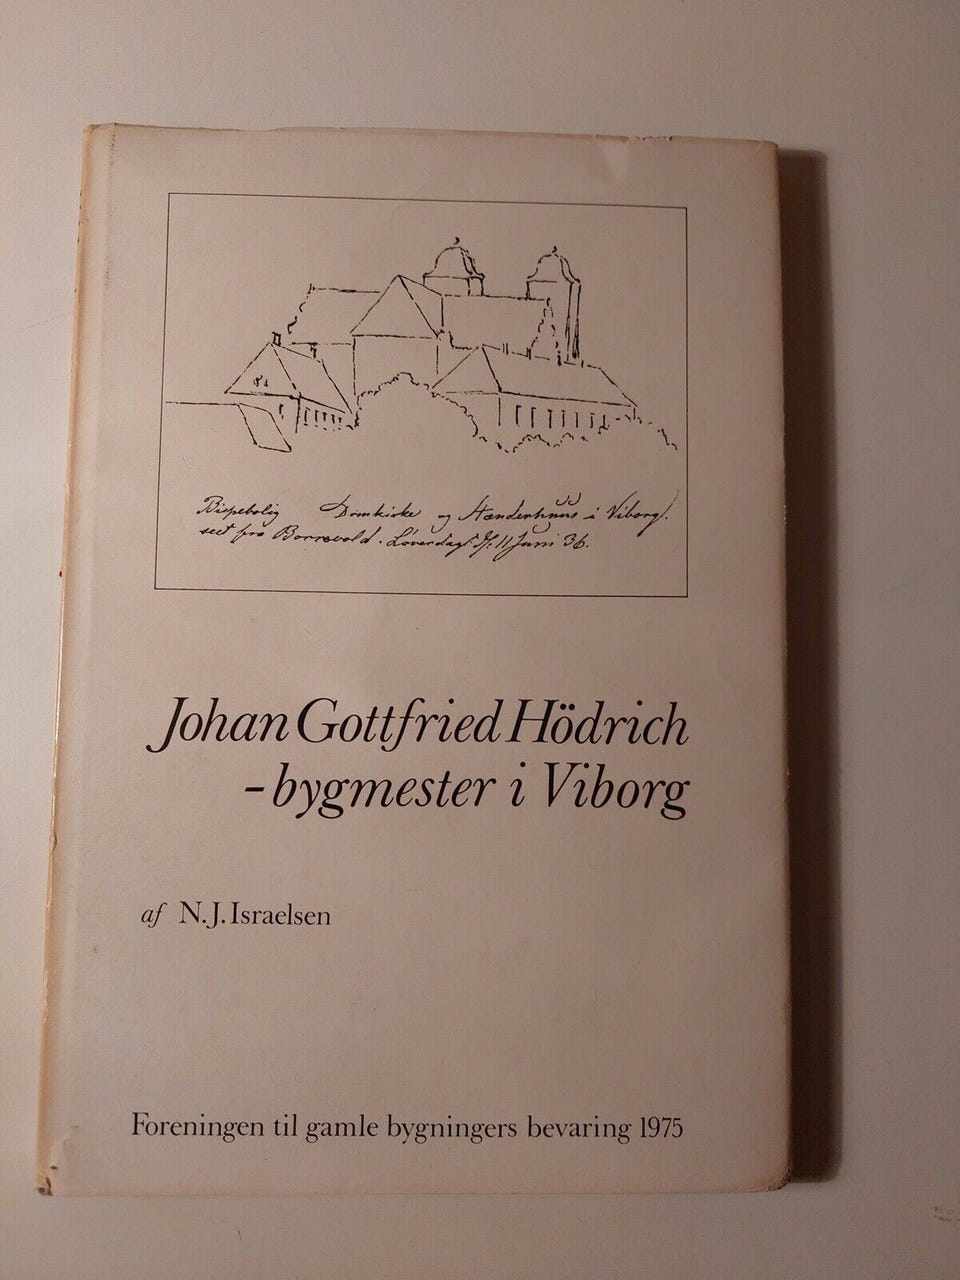 Bispebolig Domkirke og Stænderhuus i Viborg.
seet fra Borrevold. Løverdag d. 11 Juni 36.
Johan Gottfried Hödrich
- bygmester i Viborg
af N.J. Israelsen
Foreningen til gamle bygningers bevaring 1975